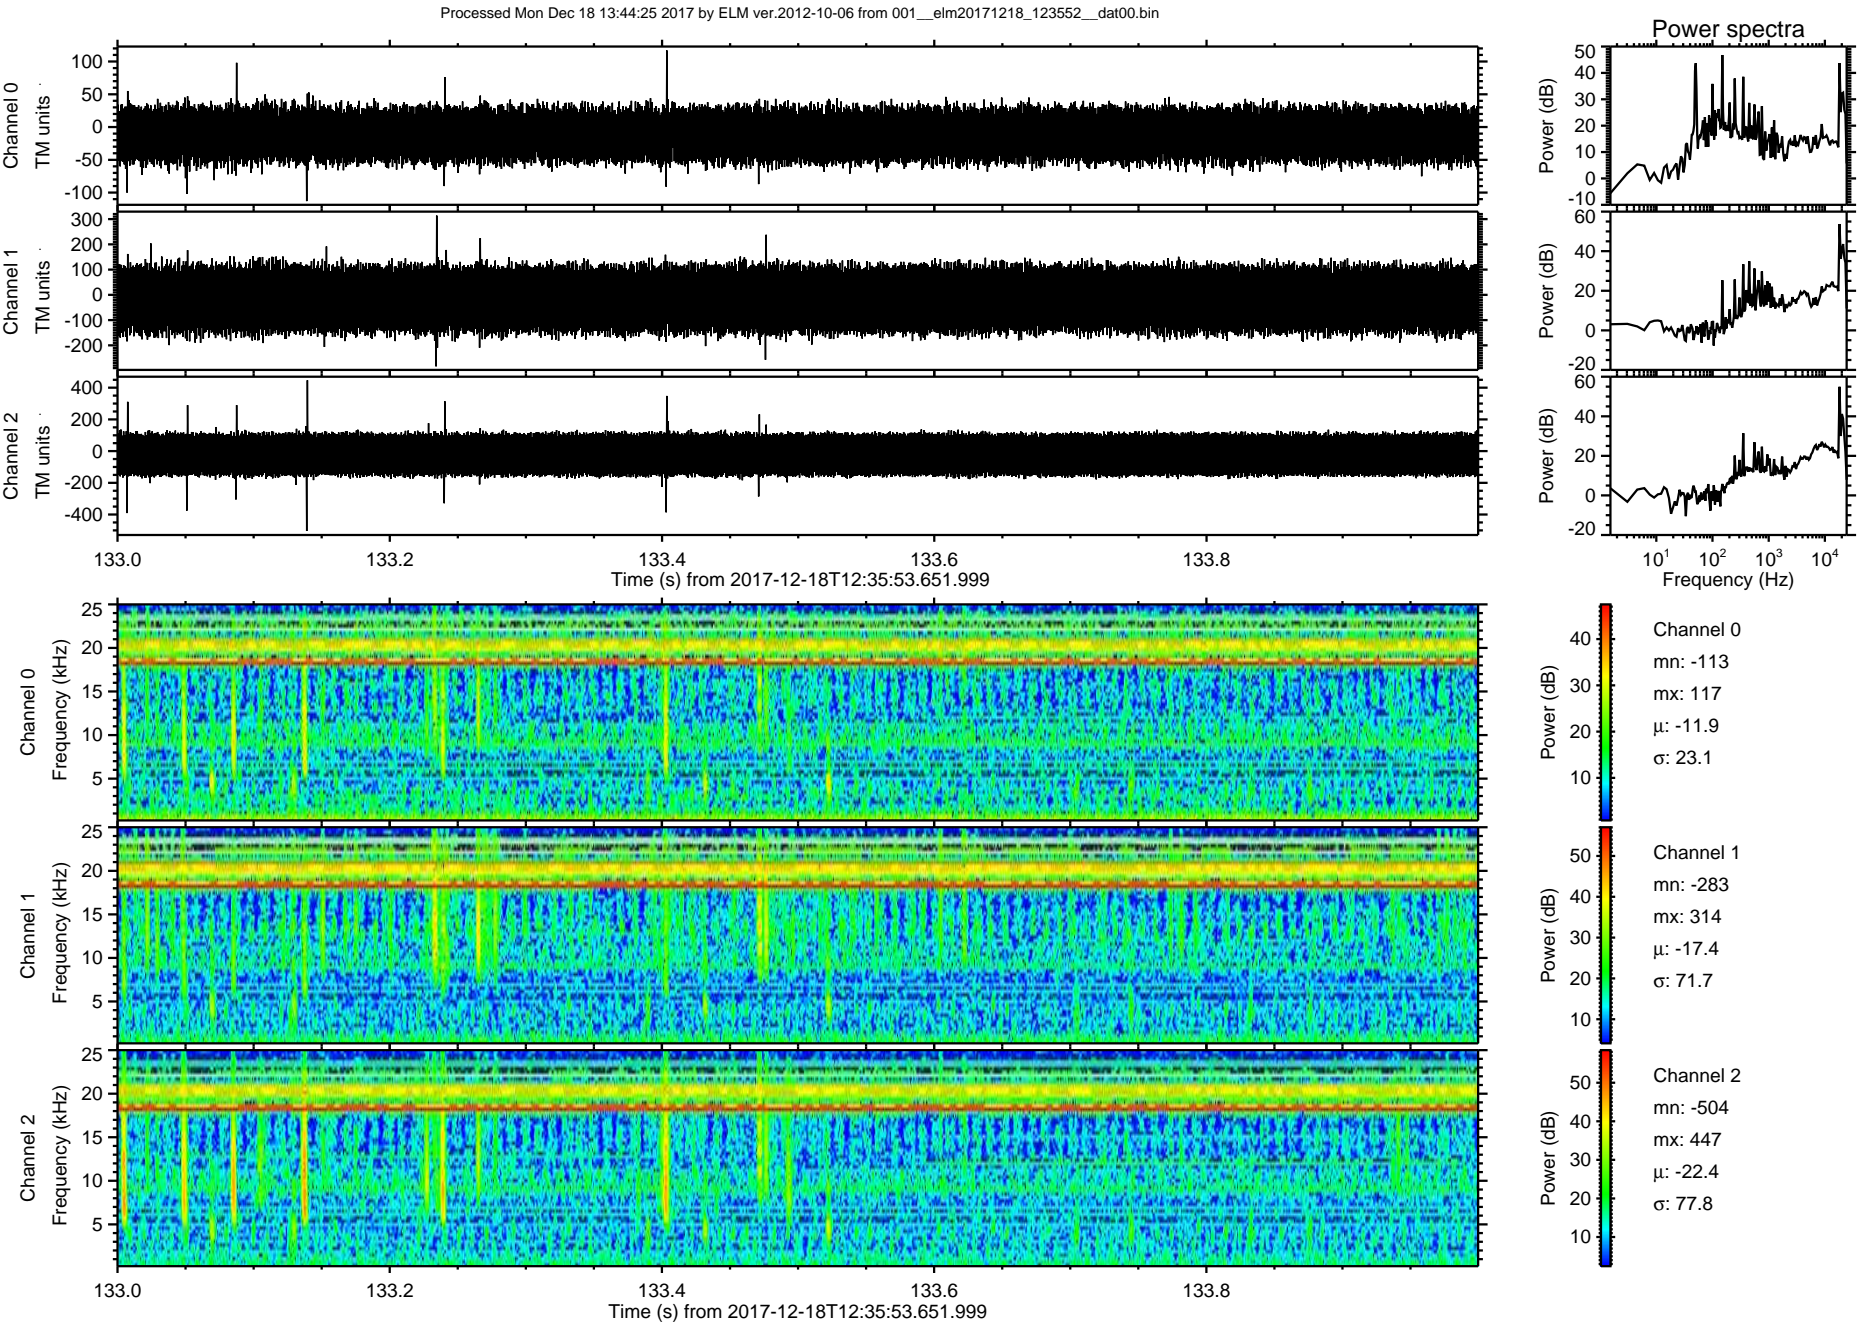 Processed Mon Dec 18 13:44:25 2017 by ELM ver.2012-10-06 from 001__elm20171218_123552__dat00.bin
Power spectra
Channel 0
TM units
100
50
0
-50
-100
Power (dB)
50
40
30
20
10
0
-10
Channel 1
TM units
300
200
100
0
-100
-200
Power (dB)
60
40
20
0
-20
Channel 2
TM units
400
200
0
-200
-400
Power (dB)
60
40
20
0
-20
133.0 133.2 133.4 133.6 133.8
Time (s) from 2017-12-18T12:35:53.651.999
10¹ 10² 10³ 10⁴
Frequency (Hz)
Channel 0
Frequency (kHz)
25
20
15
10
5
Power (dB)
40
30
20
10
Channel 0
mn: -113
mx: 117
μ: -11.9
σ: 23.1
Channel 1
Frequency (kHz)
25
20
15
10
5
Power (dB)
50
40
30
20
10
Channel 1
mn: -283
mx: 314
μ: -17.4
σ: 71.7
Channel 2
Frequency (kHz)
25
20
15
10
5
Power (dB)
50
40
30
20
10
Channel 2
mn: -504
mx: 447
μ: -22.4
σ: 77.8
133.0 133.2 133.4 133.6 133.8
Time (s) from 2017-12-18T12:35:53.651.999